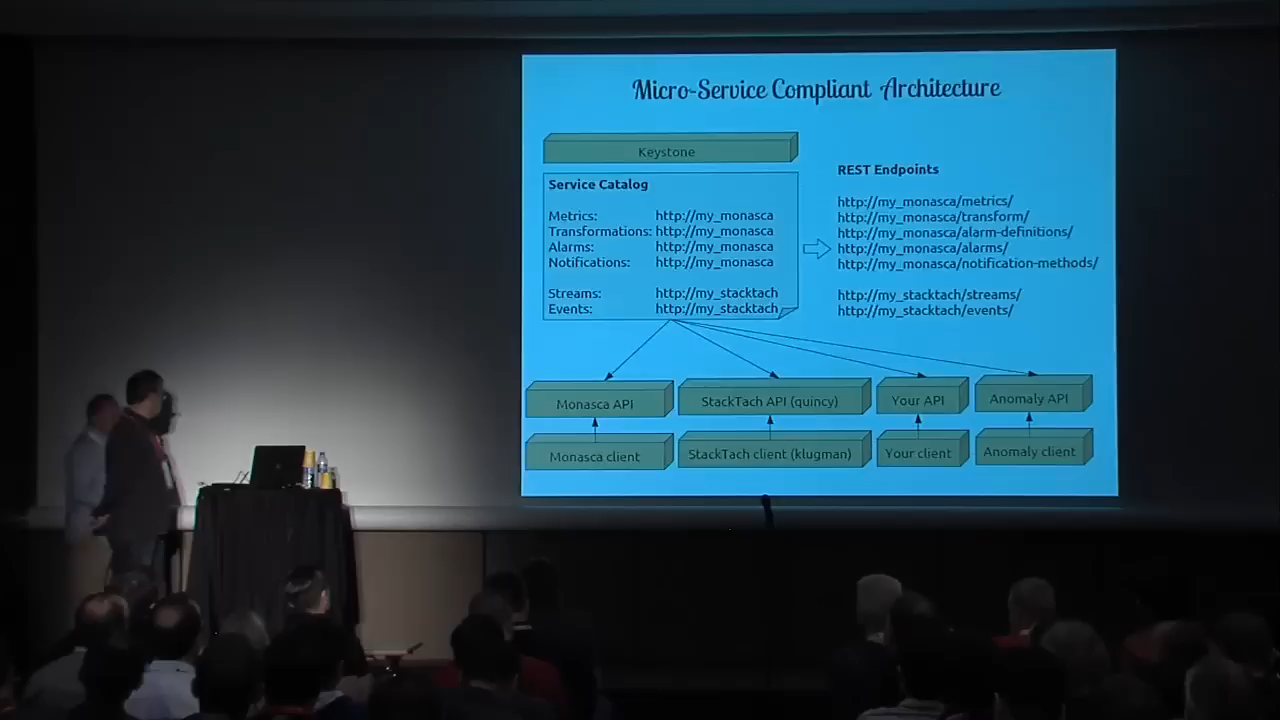 Micro-Service Compliant Architecture
Keystone
Service Catalog
Metrics: http://my_monasca
Transformations: http://my_monasca
Alarms: http://my_monasca
Notifications: http://my_monasca
Streams: http://my_stacktach
Events: http://my_stacktach
REST Endpoints
http://my_monasca/metrics/
http://my_monasca/transform/
http://my_monasca/alarm-definitions/
http://my_monasca/alarms/
http://my_monasca/notification-methods/
http://my_stacktach/streams/
http://my_stacktach/events/
Monasca API
StackTach API (quincy)
Your API
Anomaly API
Monasca client
StackTach client (klugman)
Your client
Anomaly client